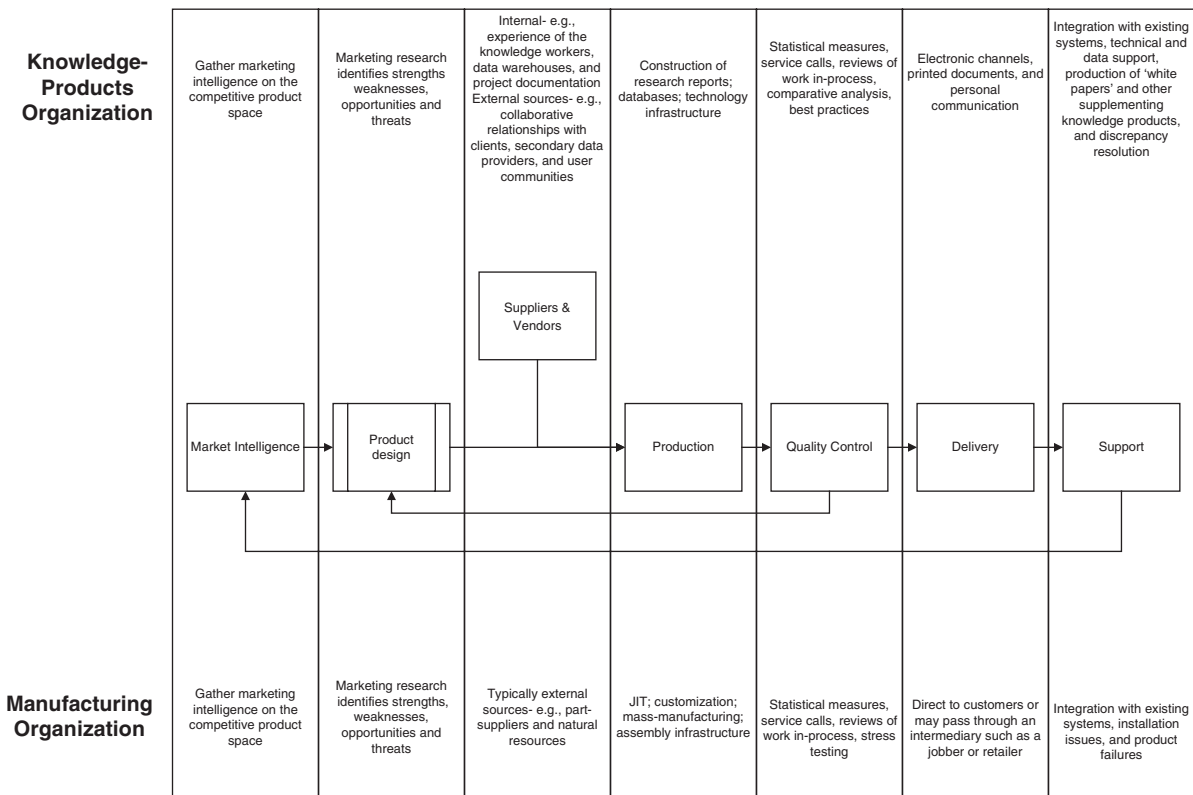 Knowledge-
Products
Organization
Gather marketing
intelligence on the
competitive product
space
Marketing research
identifies strengths
weaknesses,
opportunities and
threats
Internal- e.g.,
experience of the
knowledge workers,
data warehouses, and
project documentation
External sources- e.g.,
collaborative
relationships with
clients, secondary data
providers, and user
communities
Construction of
research reports;
databases; technology
infrastructure
Statistical measures,
service calls, reviews of
work in-process,
comparative analysis,
best practices
Electronic channels,
printed documents, and
personal
communication
Integration with existing
systems, technical and
data support,
production of ‘white
papers’ and other
supplementing
knowledge products,
and discrepancy
resolution
Suppliers &
Vendors
Market Intelligence
Product
design
Production
Quality Control
Delivery
Support
Manufacturing
Organization
Gather marketing
intelligence on the
competitive product
space
Marketing research
identifies strengths,
weaknesses,
opportunities and
threats
Typically external
sources- e.g., part-
suppliers and natural
resources
JIT; customization;
mass-manufacturing;
assembly infrastructure
Statistical measures,
service calls, reviews of
work in-process, stress
testing
Direct to customers or
may pass through an
intermediary such as a
jobber or retailer
Integration with existing
systems, installation
issues, and product
failures